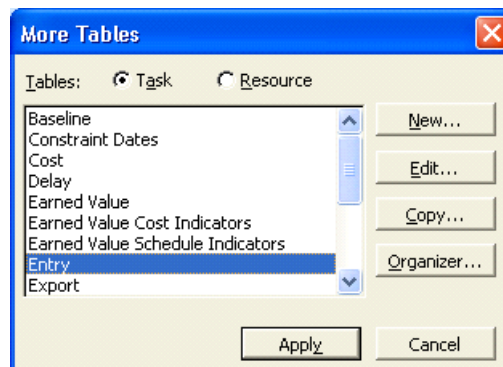 More Tables
Tables: Task Resource
Baseline
Constraint Dates
Cost
Delay
Earned Value
Earned Value Cost Indicators
Earned Value Schedule Indicators
Entry
Export
New...
Edit...
Copy...
Organizer...
Apply Cancel